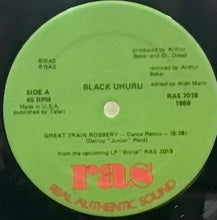 ℗RAS
©RAS
produced by Arthur
Baker and Dr. Dread
remixed by Arthur
Baker
edited by Aldo Marin
SIDE A
45 RPM
Made in U.S.A.
published by Tafari
BLACK UHURU
RAS 7018
1986
GREAT TRAIN ROBBERY – Dance Remix – (5:38)
(Delroy "Junior" Reid)
from the upcoming LP "Brutal" RAS 3015
ras
REAL AUTHENTIC SOUND